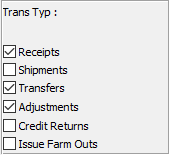 Trans Typ :
Receipts
Shipments
Transfers
Adjustments
Credit Returns
Issue Farm Outs